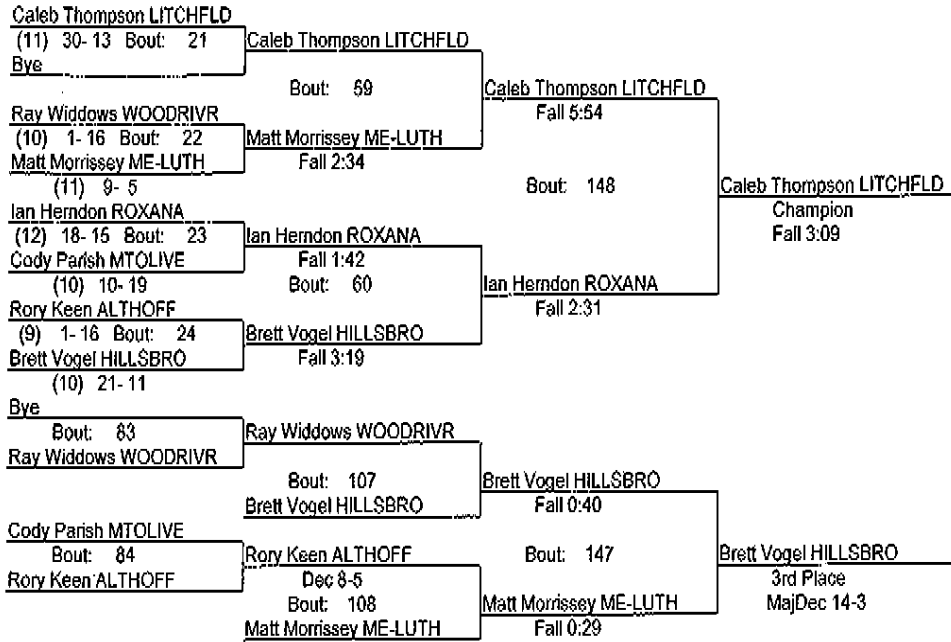 Caleb Thompson LITCHFLD
(11) 30- 13 Bout: 21
Bye
Caleb Thompson LITCHFLD
Bout: 59
Ray Widdows WOODRIVR
(10) 1- 16 Bout: 22
Matt Morrissey ME-LUTH
(11) 9- 5
Matt Morrissey ME-LUTH
Fall 2:34
Caleb Thompson LITCHFLD
Fall 5:54
Bout: 148
Caleb Thompson LITCHFLD
Champion
Fall 3:09
Ian Herndon ROXANA
(12) 18- 15 Bout: 23
Cody Parish MTOLIVE
(10) 10- 19
Ian Herndon ROXANA
Fall 1:42
Bout: 60
Ian Herndon ROXANA
Fall 2:31
Rory Keen ALTHOFF
(9) 1- 16 Bout: 24
Brett Vogel HILLSBRO
(10) 21- 11
Brett Vogel HILLSBRO
Fall 3:19
Bye
Bout: 83
Ray Widdows WOODRIVR
Ray Widdows WOODRIVR
Bout: 107
Brett Vogel HILLSBRO
Brett Vogel HILLSBRO
Fall 0:40
Bout: 147
Brett Vogel HILLSBRO
3rd Place
MajDec 14-3
Cody Parish MTOLIVE
Bout: 84
Rory Keen ALTHOFF
Rory Keen ALTHOFF
Dec 8-5
Bout: 108
Matt Morrissey ME-LUTH
Matt Morrissey ME-LUTH
Fall 0:29